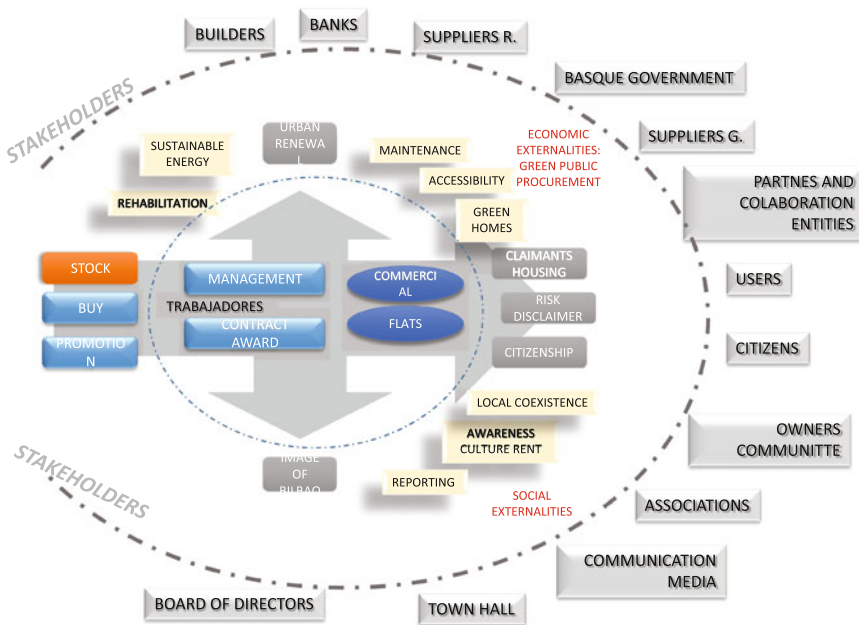 BUILDERS
BANKS
SUPPLIERS R.
BASQUE GOVERNMENT
STAKEHOLDERS
SUPPLIERS G.
SUSTAINABLE
ENERGY
URBAN
RENEWA
L
MAINTENANCE
ECONOMIC
EXTERNALITIES:
GREEN PUBLIC
PROCUREMENT
ACCESSIBILITY
PARTNES AND
COLABORATION
ENTITIES
REHABILITATION
GREEN
HOMES
STOCK
MANAGEMENT
COMMERCI
AL
CLAIMANTS
HOUSING
USERS
BUY
TRABAJADORES
RISK
DISCLAIMER
CONTRACT
AWARD
FLATS
PROMOTIO
N
CITIZENSHIP
CITIZENS
LOCAL COEXISTENCE
AWARENESS
CULTURE RENT
OWNERS
COMMUNITTE
STAKEHOLDERS
IMAGE
OF
BILBAO
REPORTING
SOCIAL
EXTERNALITIES
ASSOCIATIONS
COMMUNICATION
MEDIA
BOARD OF DIRECTORS
TOWN HALL